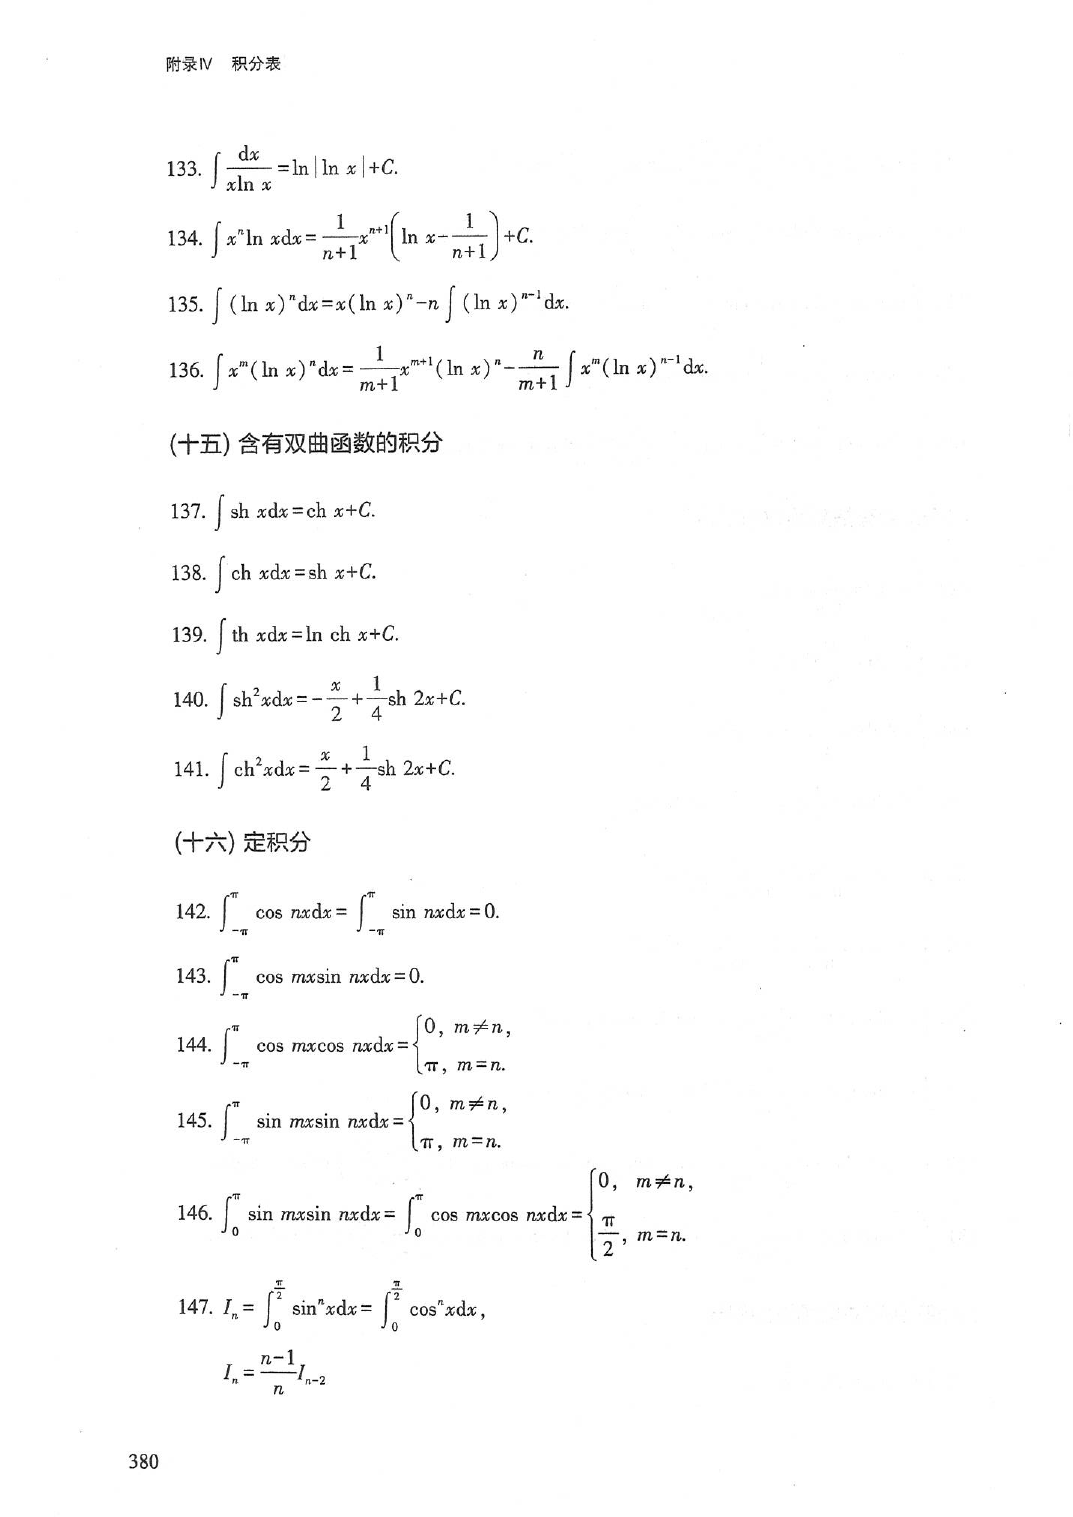 附录Ⅳ 积分表
133. ∫ dx/(xln x) = ln|ln x|+C.
134. ∫ xⁿln xdx = 1/(n+1) xⁿ⁺¹(ln x − 1/(n+1)) +C.
135. ∫ (ln x)ⁿdx = x(ln x)ⁿ−n ∫ (ln x)ⁿ⁻¹dx.
136. ∫ xᵐ(ln x)ⁿdx = 1/(m+1) xᵐ⁺¹(ln x)ⁿ − n/(m+1) ∫ xᵐ(ln x)ⁿ⁻¹dx.
(十五) 含有双曲函数的积分
137. ∫ sh xdx = ch x+C.
138. ∫ ch xdx = sh x+C.
139. ∫ th xdx = ln ch x+C.
140. ∫ sh²xdx = −x/2 + 1/4 sh 2x+C.
141. ∫ ch²xdx = x/2 + 1/4 sh 2x+C.
(十六) 定积分
142. ∫_{-π}^{π} cos nxdx = ∫_{-π}^{π} sin nxdx = 0.
143. ∫_{-π}^{π} cos mxsin nxdx = 0.
144. ∫_{-π}^{π} cos mxcos nxdx = {0, m≠n,
π, m=n.
145. ∫_{-π}^{π} sin mxsin nxdx = {0, m≠n,
π, m=n.
146. ∫_{0}^{π} sin mxsin nxdx = ∫_{0}^{π} cos mxcos nxdx = {0, m≠n,
π/2, m=n.
147. Iₙ = ∫_{0}^{π/2} sinⁿxdx = ∫_{0}^{π/2} cosⁿxdx,
Iₙ = (n−1)/n Iₙ₋₂
380